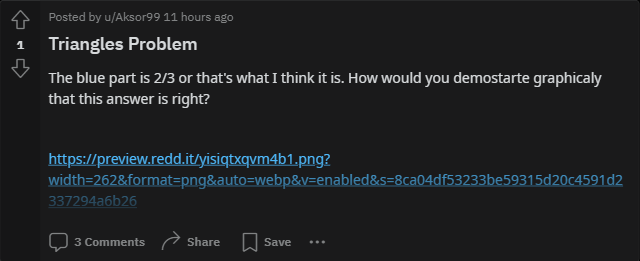 Posted by u/Aksor99 11 hours ago
1
Triangles Problem
The blue part is 2/3 or that's what I think it is. How would you demostarte graphicaly
that this answer is right?
https://preview.redd.it/yisiqtxqvm4b1.png?
width=262&format=png&auto=webp&v=enabled&s=8ca04df53233be59315d20c4591d2
337294a6b26
3 Comments Share Save •••